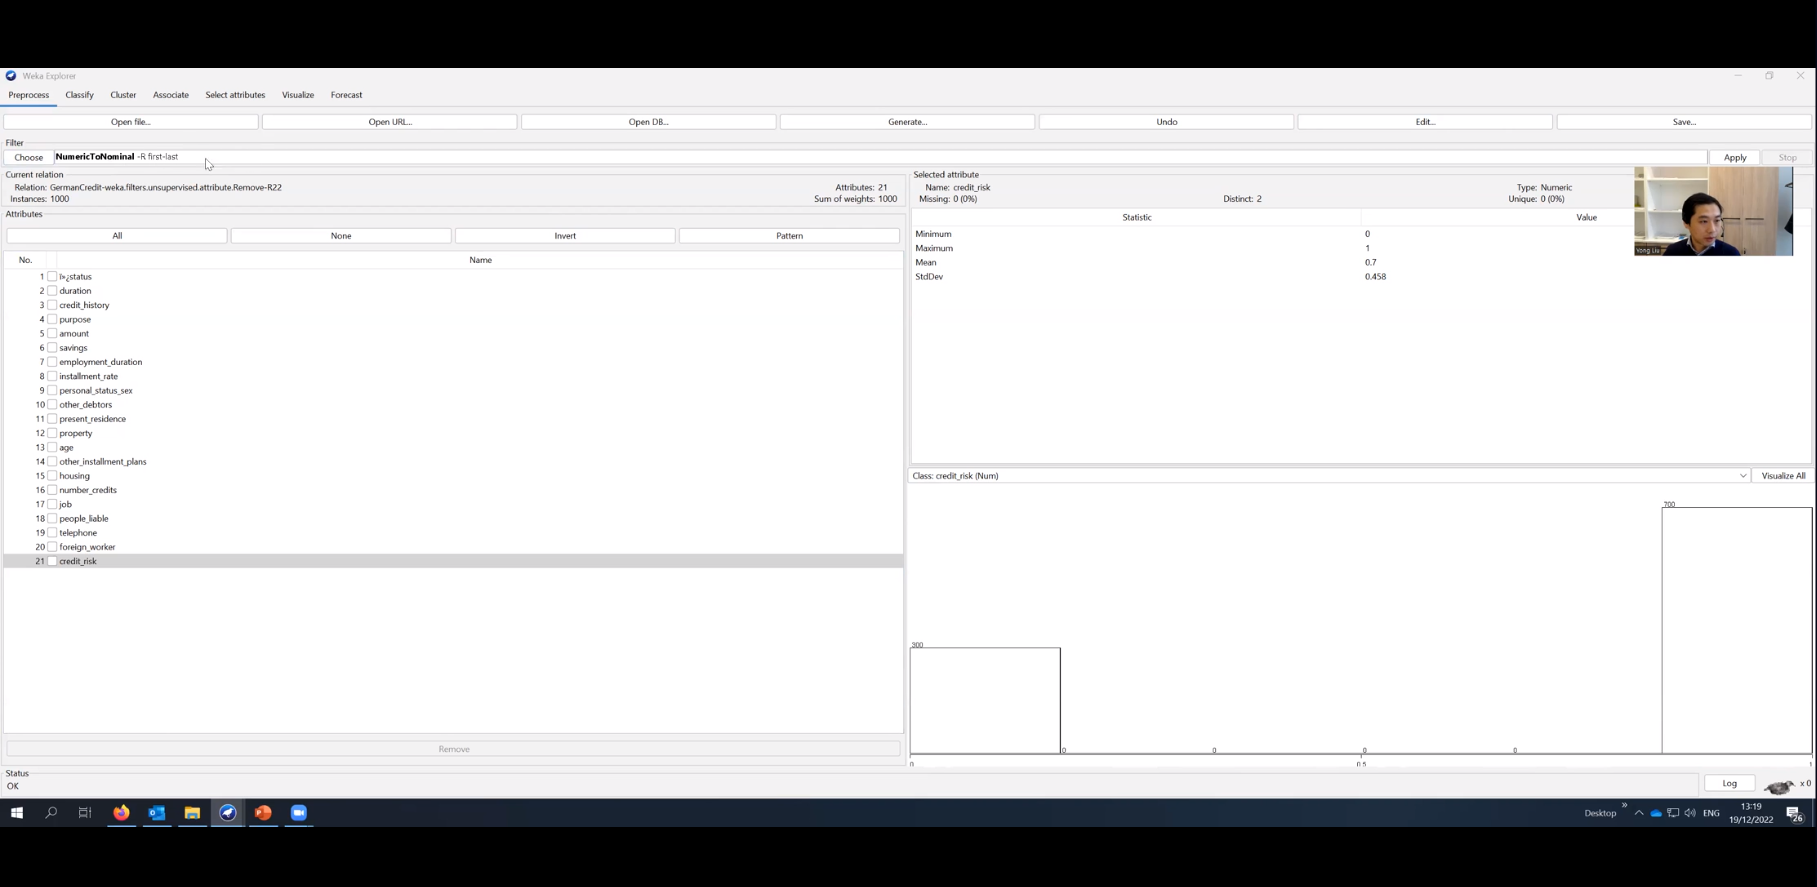 Weka Explorer
Preprocess Classify Cluster Associate Select attributes Visualize Forecast
Open file... Open URL... Open DB... Generate... Undo Edit... Save...
Filter
Choose NumericToNominal -R first-last Apply Stop
Current relation
Relation: GermanCredit-weka.filters.unsupervised.attribute.Remove-R22 Attributes: 21
Instances: 1000 Sum of weights: 1000
Attributes
All None Invert Pattern
No. Name
1 ï»¿status
2 duration
3 credit_history
4 purpose
5 amount
6 savings
7 employment_duration
8 installment_rate
9 personal_status_sex
10 other_debtors
11 present_residence
12 property
13 age
14 other_installment_plans
15 housing
16 number_credits
17 job
18 people_liable
19 telephone
20 foreign_worker
21 credit_risk
Remove
Selected attribute
Name: credit_risk Type: Numeric
Missing: 0 (0%) Distinct: 2 Unique: 0 (0%)
Statistic Value
Minimum 0
Maximum 1
Mean 0.7
StdDev 0.458
Yong Liu
Class: credit_risk (Num) Visualize All
700
300
0 0 0 0
0 0.5 1
Status
OK Log x 0
Desktop ENG 13:19
19/12/2022 26